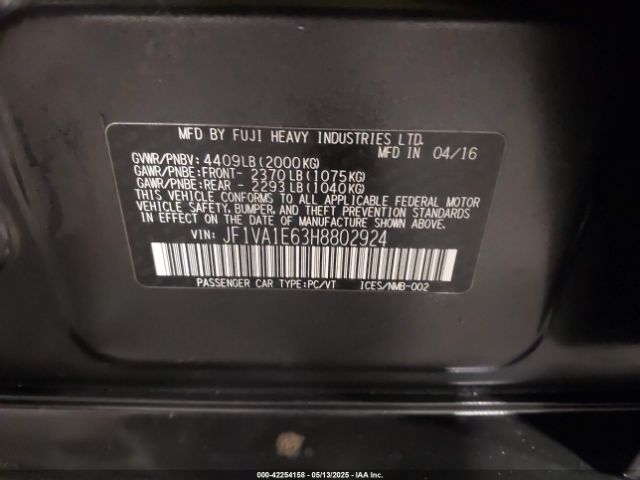 MFD BY FUJI HEAVY INDUSTRIES LTD.
MFD IN 04/16
GVWR/PNBV: 4409LB(2000KG)
GAWR/PNBE:FRONT- 2370LB(1075KG)
GAWR/PNBE:REAR - 2293LB(1040KG)
THIS VEHICLE CONFORMS TO ALL APPLICABLE FEDERAL MOTOR
VEHICLE SAFETY, BUMPER, AND THEFT PREVENTION STANDARDS
IN EFFECT ON THE DATE OF MANUFACTURE SHOWN ABOVE.
VIN: JF1VA1E63H8802924
PASSENGER CAR TYPE:PC/VT ICES/NMB-002
000-42254158 — 05/13/2025 — IAA Inc.